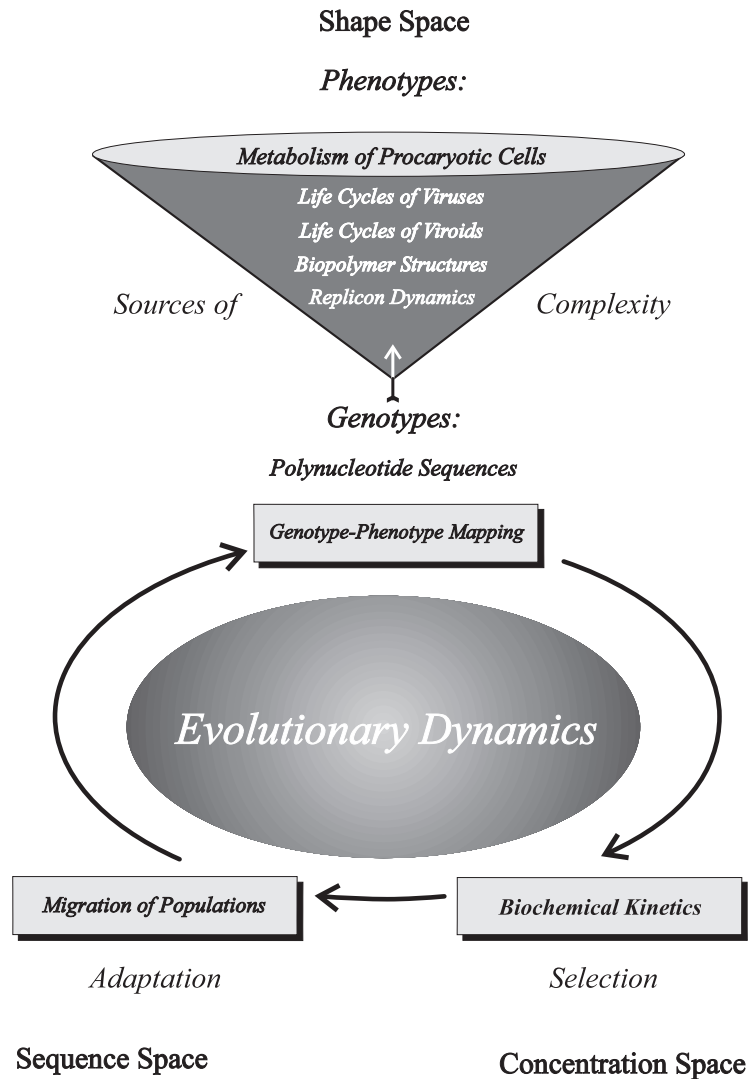 Shape Space
Phenotypes:
Metabolism of Procaryotic Cells
Life Cycles of Viruses
Life Cycles of Viroids
Biopolymer Structures
Replicon Dynamics
Sources of
Complexity
Genotypes:
Polynucleotide Sequences
Genotype-Phenotype Mapping
Evolutionary Dynamics
Migration of Populations
Biochemical Kinetics
Adaptation
Selection
Sequence Space
Concentration Space